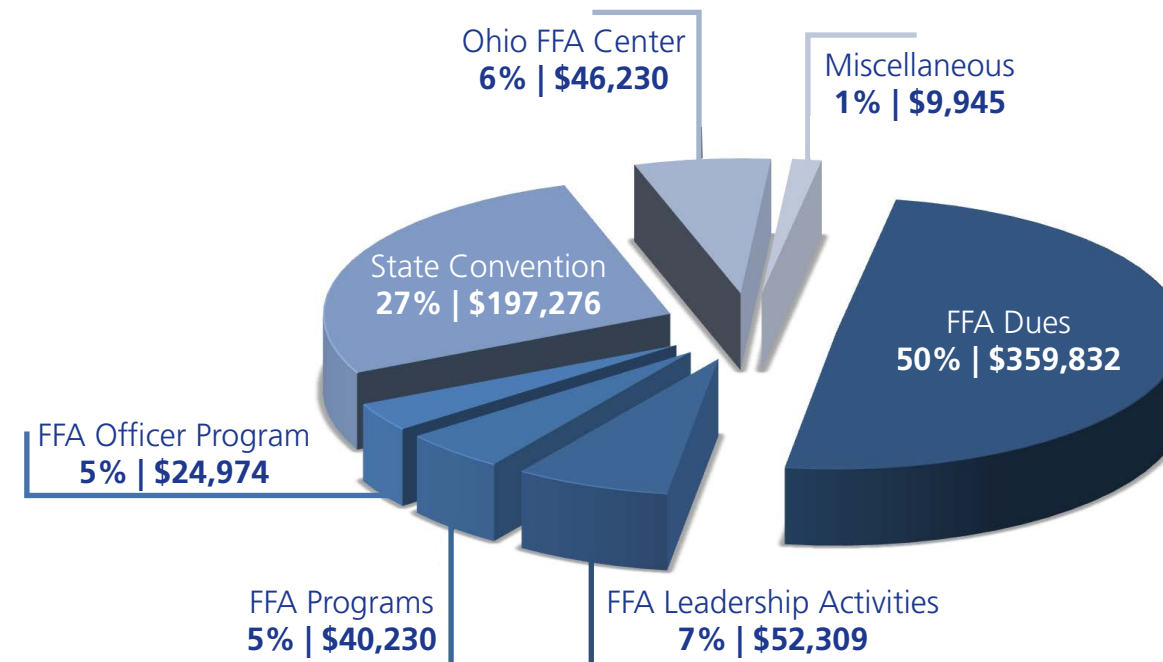 Ohio FFA Center
6% | $46,230
Miscellaneous
1% | $9,945
State Convention
27% | $197,276
FFA Dues
50% | $359,832
FFA Officer Program
5% | $24,974
FFA Programs
5% | $40,230
FFA Leadership Activities
7% | $52,309